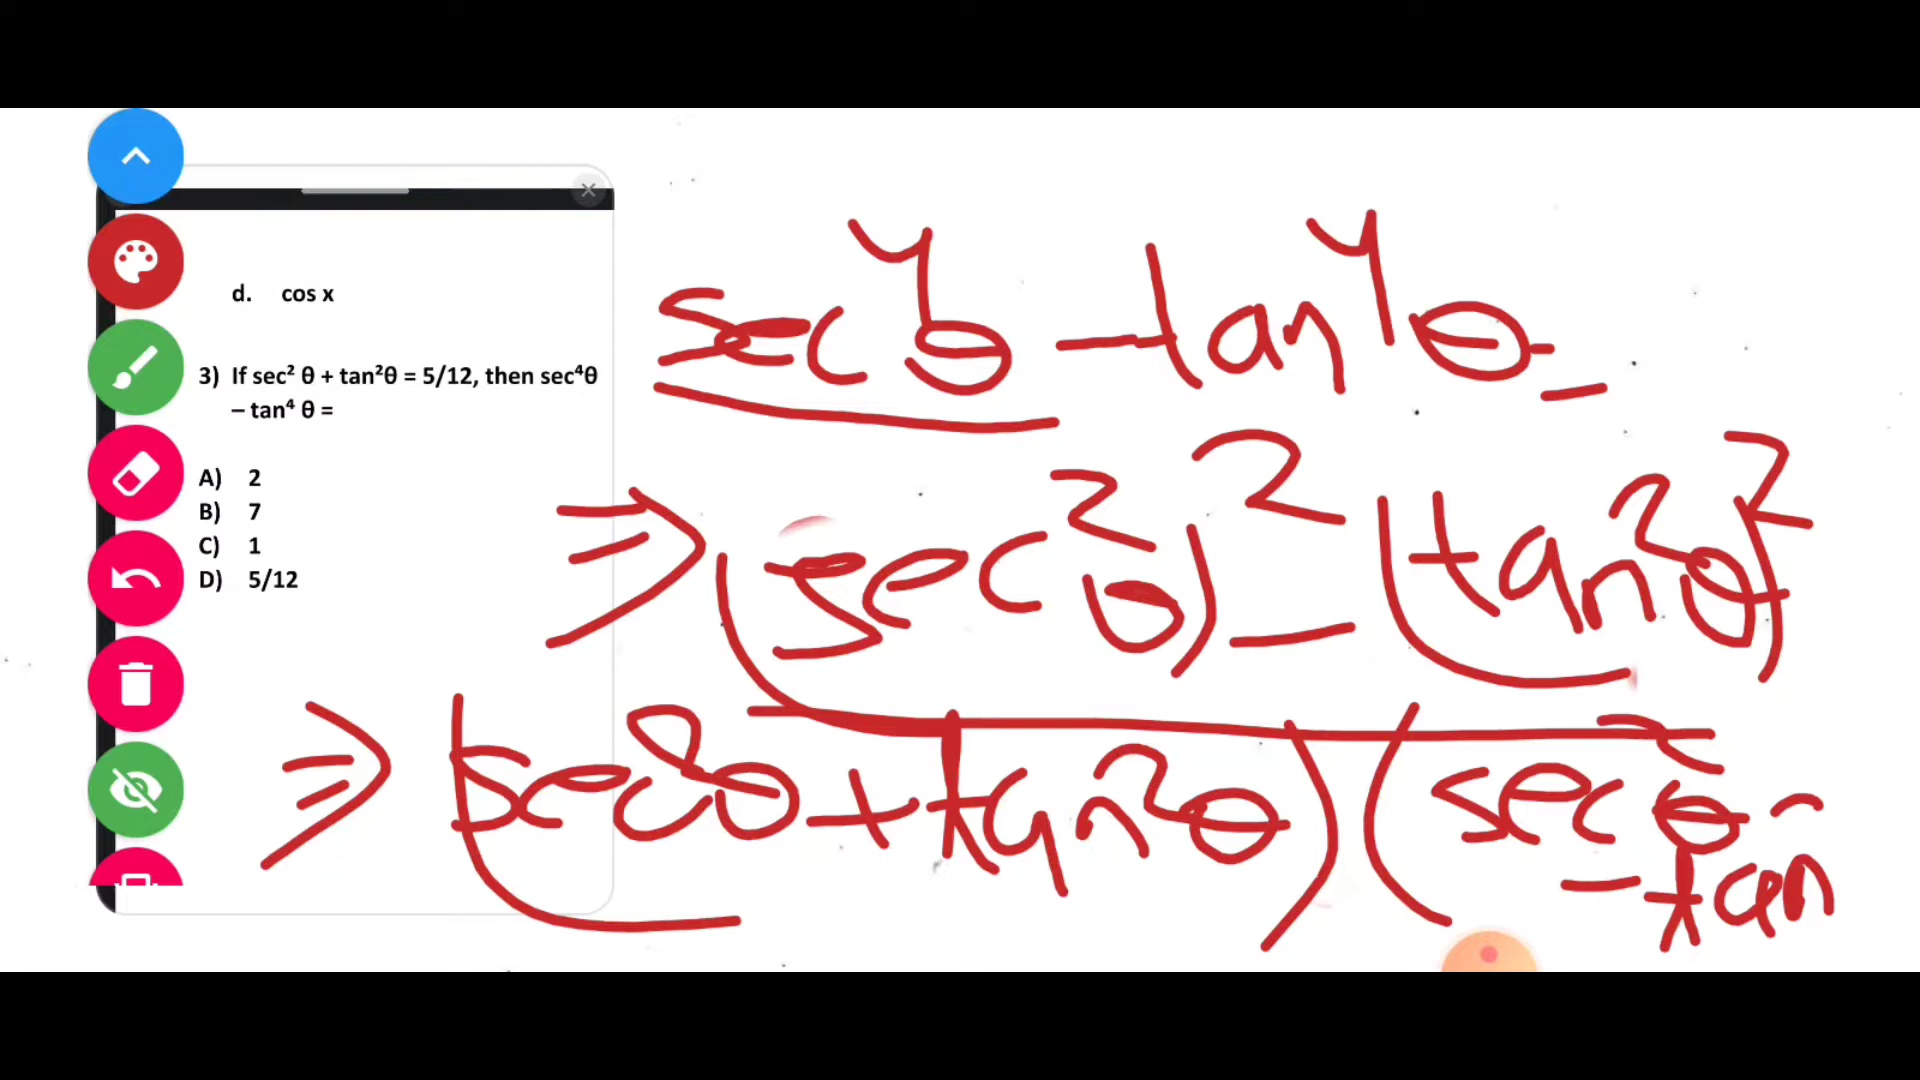 d. cos x
3) If sec² θ + tan²θ = 5/12, then sec⁴θ
– tan⁴ θ =
A) 2
B) 7
C) 1
D) 5/12
sec⁴θ – tan⁴θ –
⇒ (sec²θ)² – (tan²θ)²
⇒ (sec²θ + tan²θ) (sec²θ
– tan